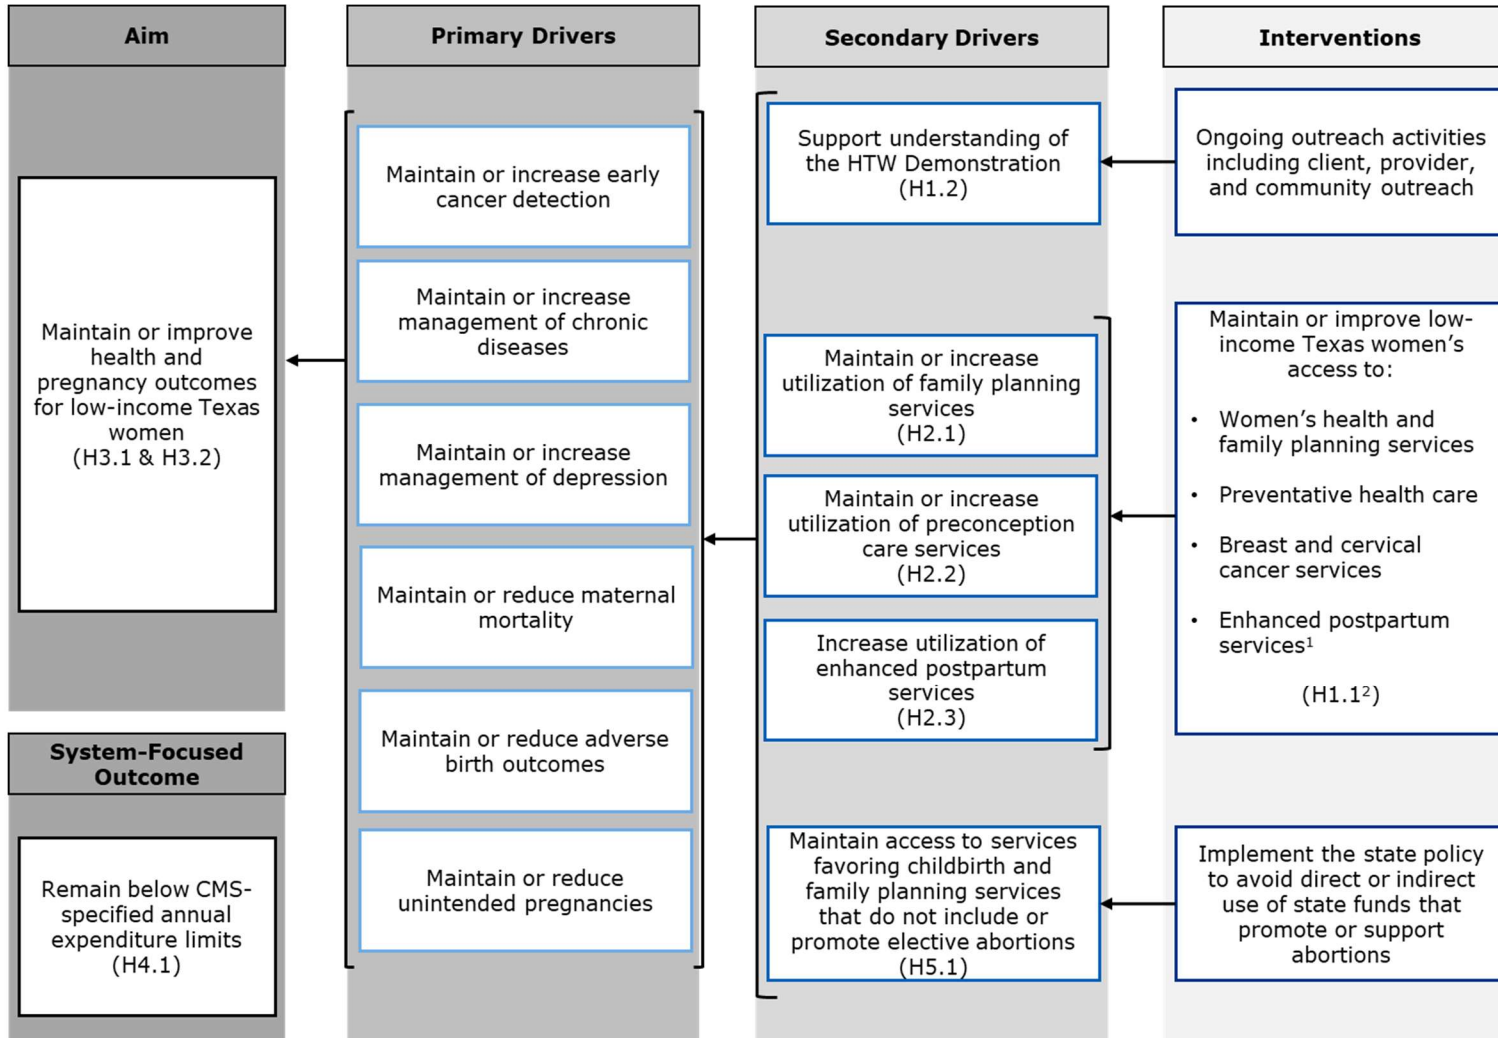 Aim
Maintain or improve
health and
pregnancy outcomes
for low-income Texas
women
(H3.1 & H3.2)
System-Focused
Outcome
Remain below CMS-
specified annual
expenditure limits
(H4.1)
Primary Drivers
Maintain or increase early
cancer detection
Maintain or increase
management of chronic
diseases
Maintain or increase
management of depression
Maintain or reduce maternal
mortality
Maintain or reduce adverse
birth outcomes
Maintain or reduce
unintended pregnancies
Secondary Drivers
Support understanding of
the HTW Demonstration
(H1.2)
Maintain or increase
utilization of family planning
services
(H2.1)
Maintain or increase
utilization of preconception
care services
(H2.2)
Increase utilization of
enhanced postpartum
services
(H2.3)
Maintain access to services
favoring childbirth and
family planning services
that do not include or
promote elective abortions
(H5.1)
Interventions
Ongoing outreach activities
including client, provider,
and community outreach
Maintain or improve low-
income Texas women’s
access to:
• Women’s health and
family planning services
• Preventative health care
• Breast and cervical
cancer services
• Enhanced postpartum
services¹
(H1.1²)
Implement the state policy
to avoid direct or indirect
use of state funds that
promote or support
abortions